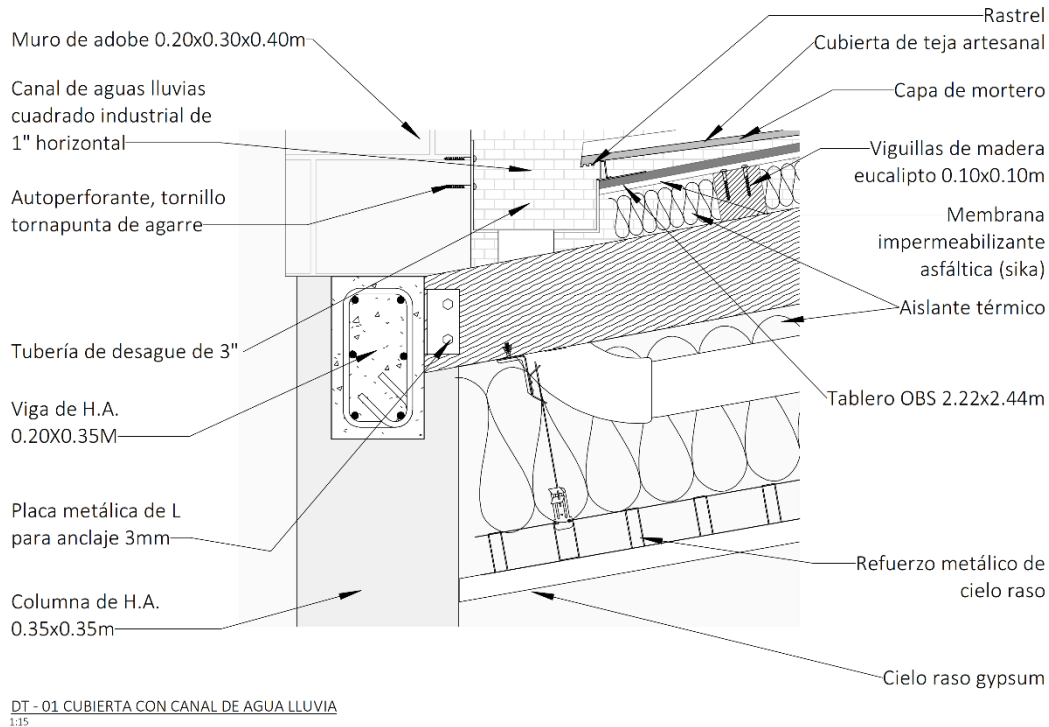 Muro de adobe 0.20x0.30x0.40m
Canal de aguas lluvias
cuadrado industrial de
1" horizontal
Autoperforante, tornillo
tornapunta de agarre
Tubería de desague de 3"
Viga de H.A.
0.20X0.35M
Placa metálica de L
para anclaje 3mm
Columna de H.A.
0.35x0.35m
Rastrel
Cubierta de teja artesanal
Capa de mortero
Viguillas de madera
eucalipto 0.10x0.10m
Membrana
impermeabilizante
asfáltica (sika)
Aislante térmico
Tablero OBS 2.22x2.44m
Refuerzo metálico de
cielo raso
Cielo raso gypsum
DT - 01 CUBIERTA CON CANAL DE AGUA LLUVIA
1:15